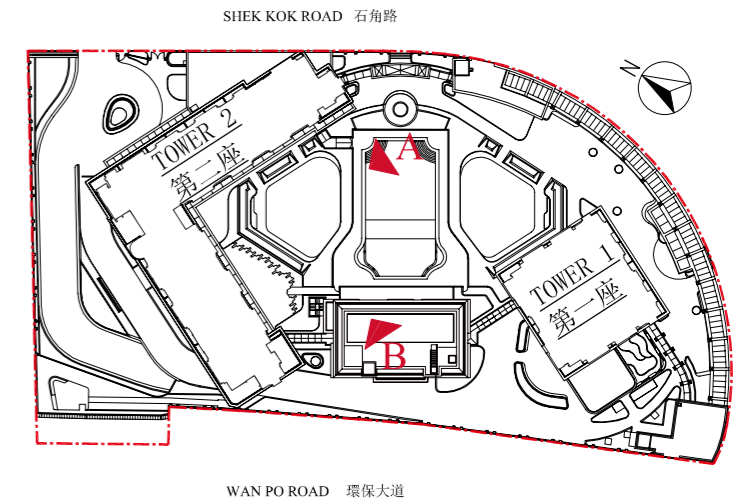 SHEK KOK ROAD 石角路
N
TOWER 2
第二座
A
TOWER 1
第一座
B
WAN PO ROAD 環保大道